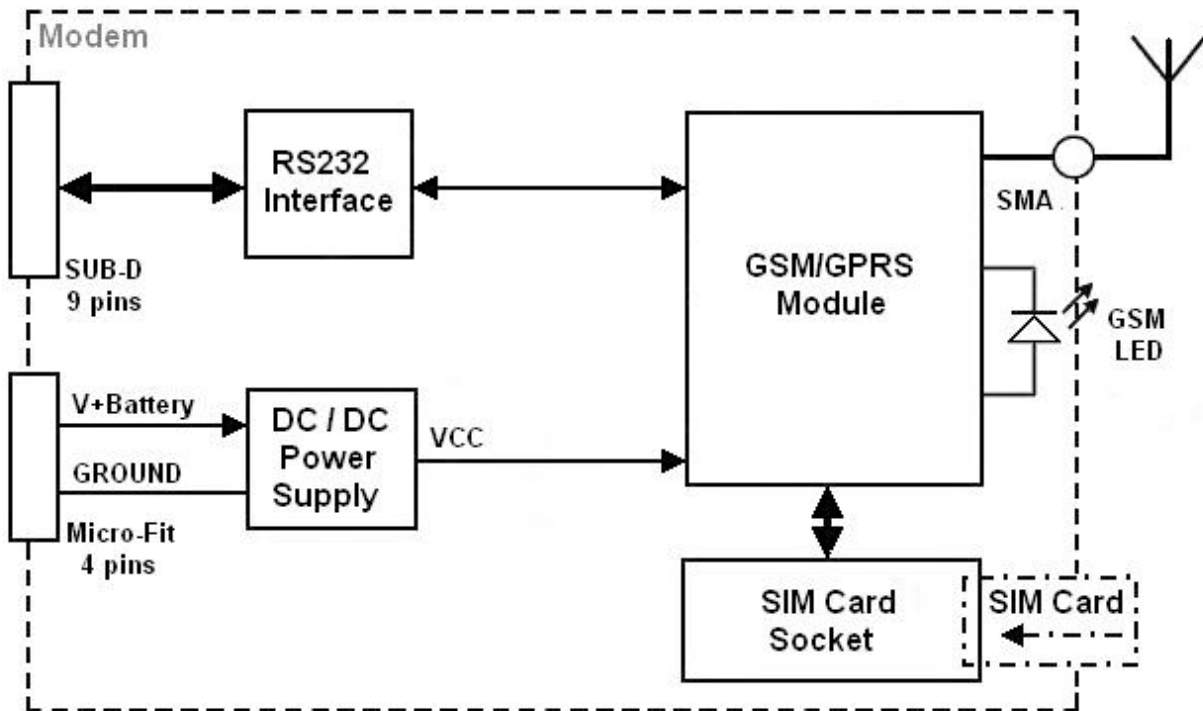 Modem
RS232
Interface
SUB-D
9 pins
GSM/GPRS
Module
SMA
GSM
LED
V+Battery
GROUND
DC / DC
Power
Supply
VCC
Micro-Fit
4 pins
SIM Card
Socket
SIM Card